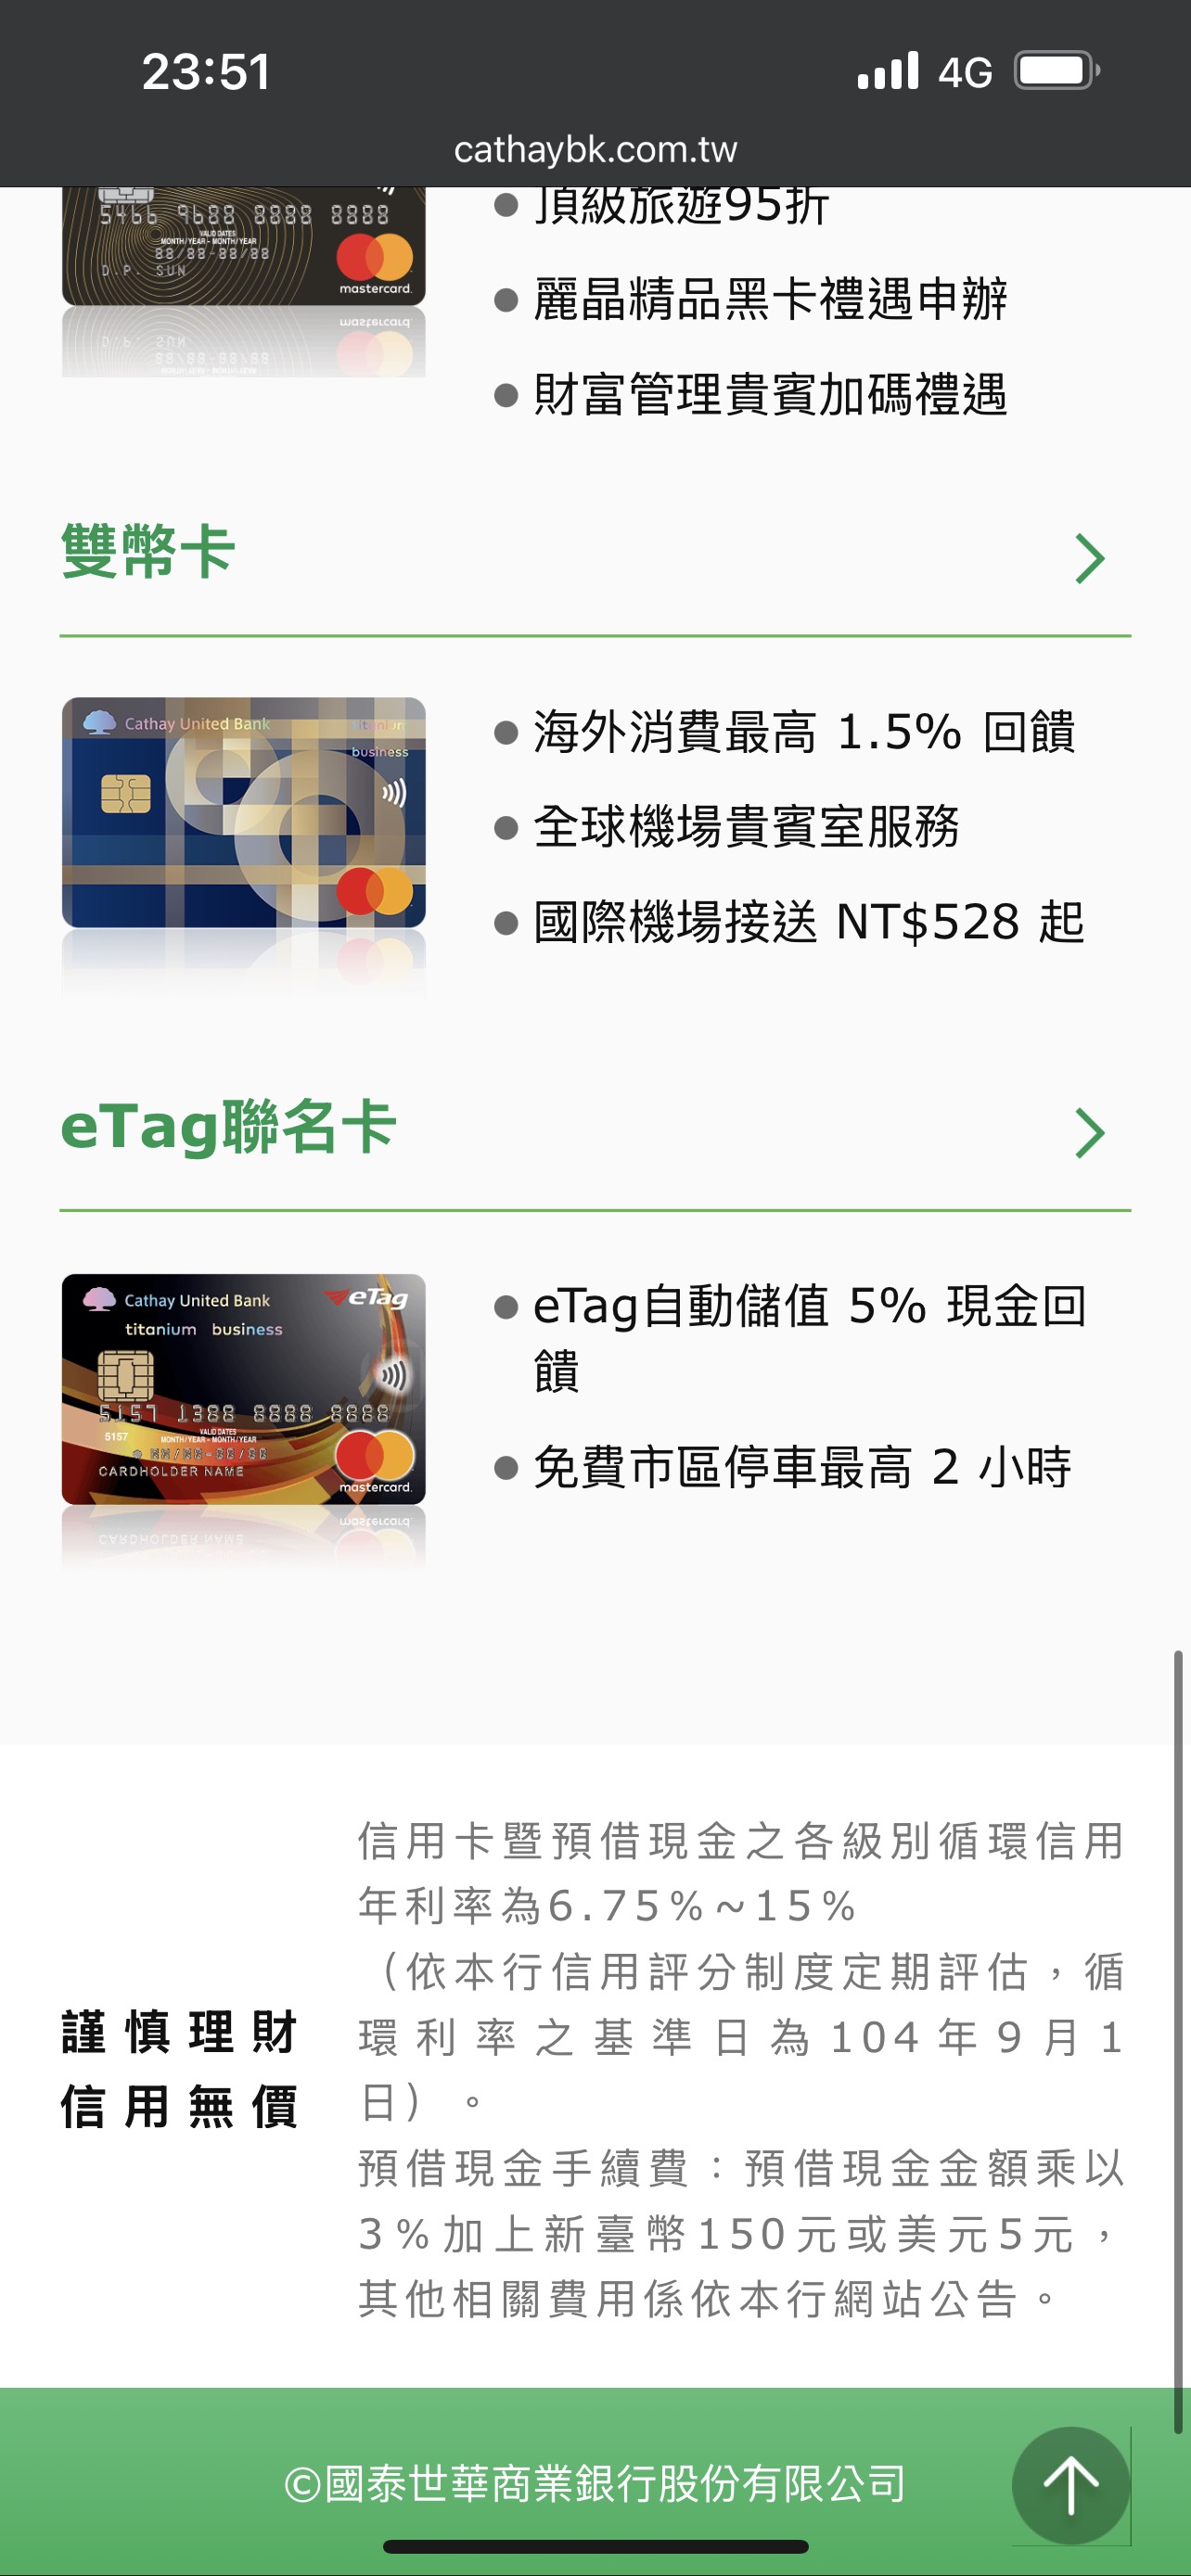 23:51
4G
cathaybk.com.tw
5466 9688 8888 8888
VALID DATES
MONTH/YEAR - MONTH/YEAR
88/88-88/88
D.P. SUN
mastercard.
頂級旅遊95折
麗晶精品黑卡禮遇申辦
財富管理貴賓加碼禮遇
雙幣卡
Cathay United Bank
titanium
business
海外消費最高 1.5% 回饋
全球機場貴賓室服務
國際機場接送 NT$528 起
eTag聯名卡
Cathay United Bank
eTag
titanium business
5157 1388 8888 8888
5157
VALID DATES
MONTH/YEAR - MONTH/YEAR
CARDHOLDER NAME
mastercard.
eTag自動儲值 5% 現金回
饋
免費市區停車最高 2 小時
謹慎理財
信用無價
信用卡暨預借現金之各級別循環信用
年利率為6.75%~15%
（依本行信用評分制度定期評估，循
環利率之基準日為104年9月1
日）。
預借現金手續費：預借現金金額乘以
3%加上新臺幣150元或美元5元，
其他相關費用係依本行網站公告。
©國泰世華商業銀行股份有限公司